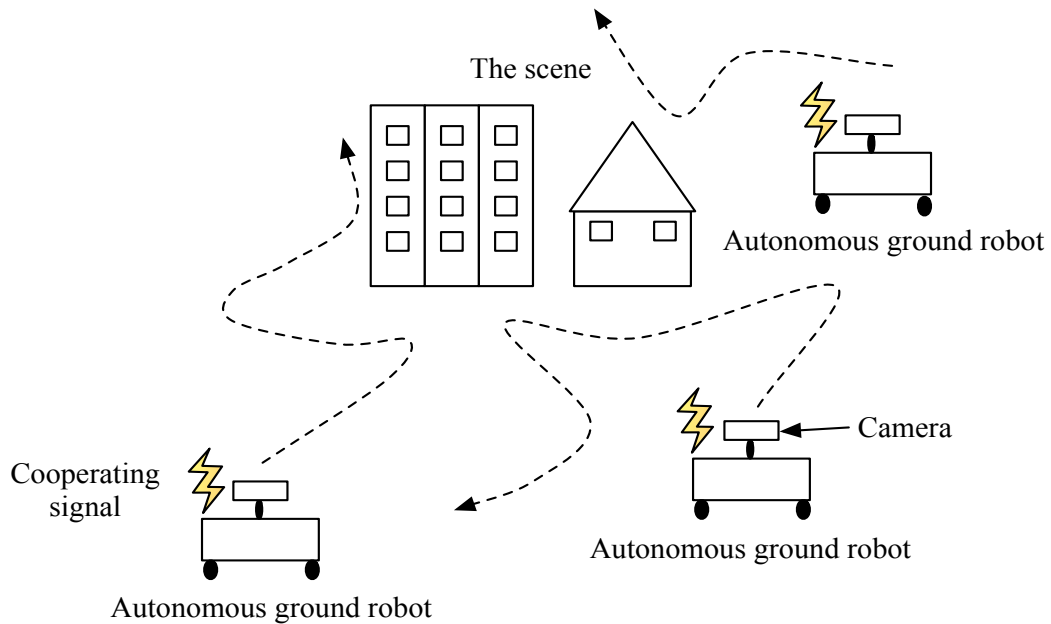 The scene
Autonomous ground robot
Camera
Cooperating
signal
Autonomous ground robot
Autonomous ground robot